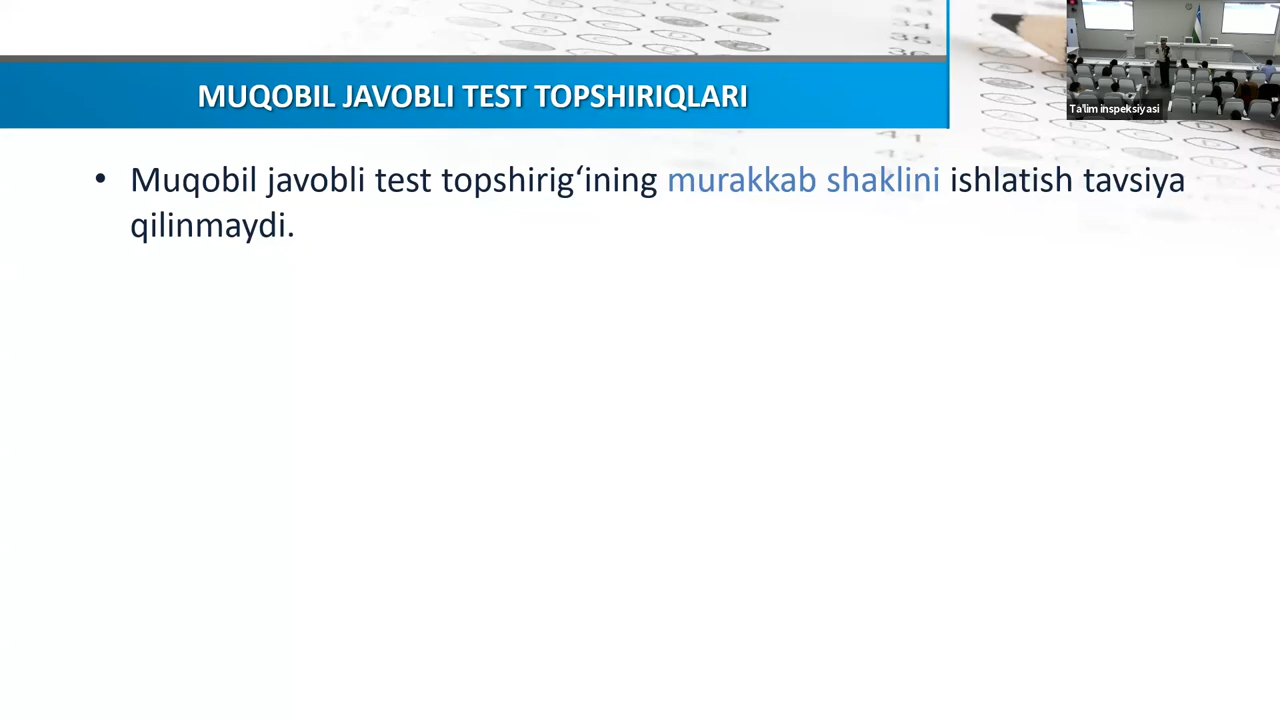 MUQOBIL JAVOBLI TEST TOPSHIRIQLARI
Ta'lim inspeksiyasi
• Muqobil javobli test topshirig‘ining murakkab shaklini ishlatish tavsiya
qilinmaydi.